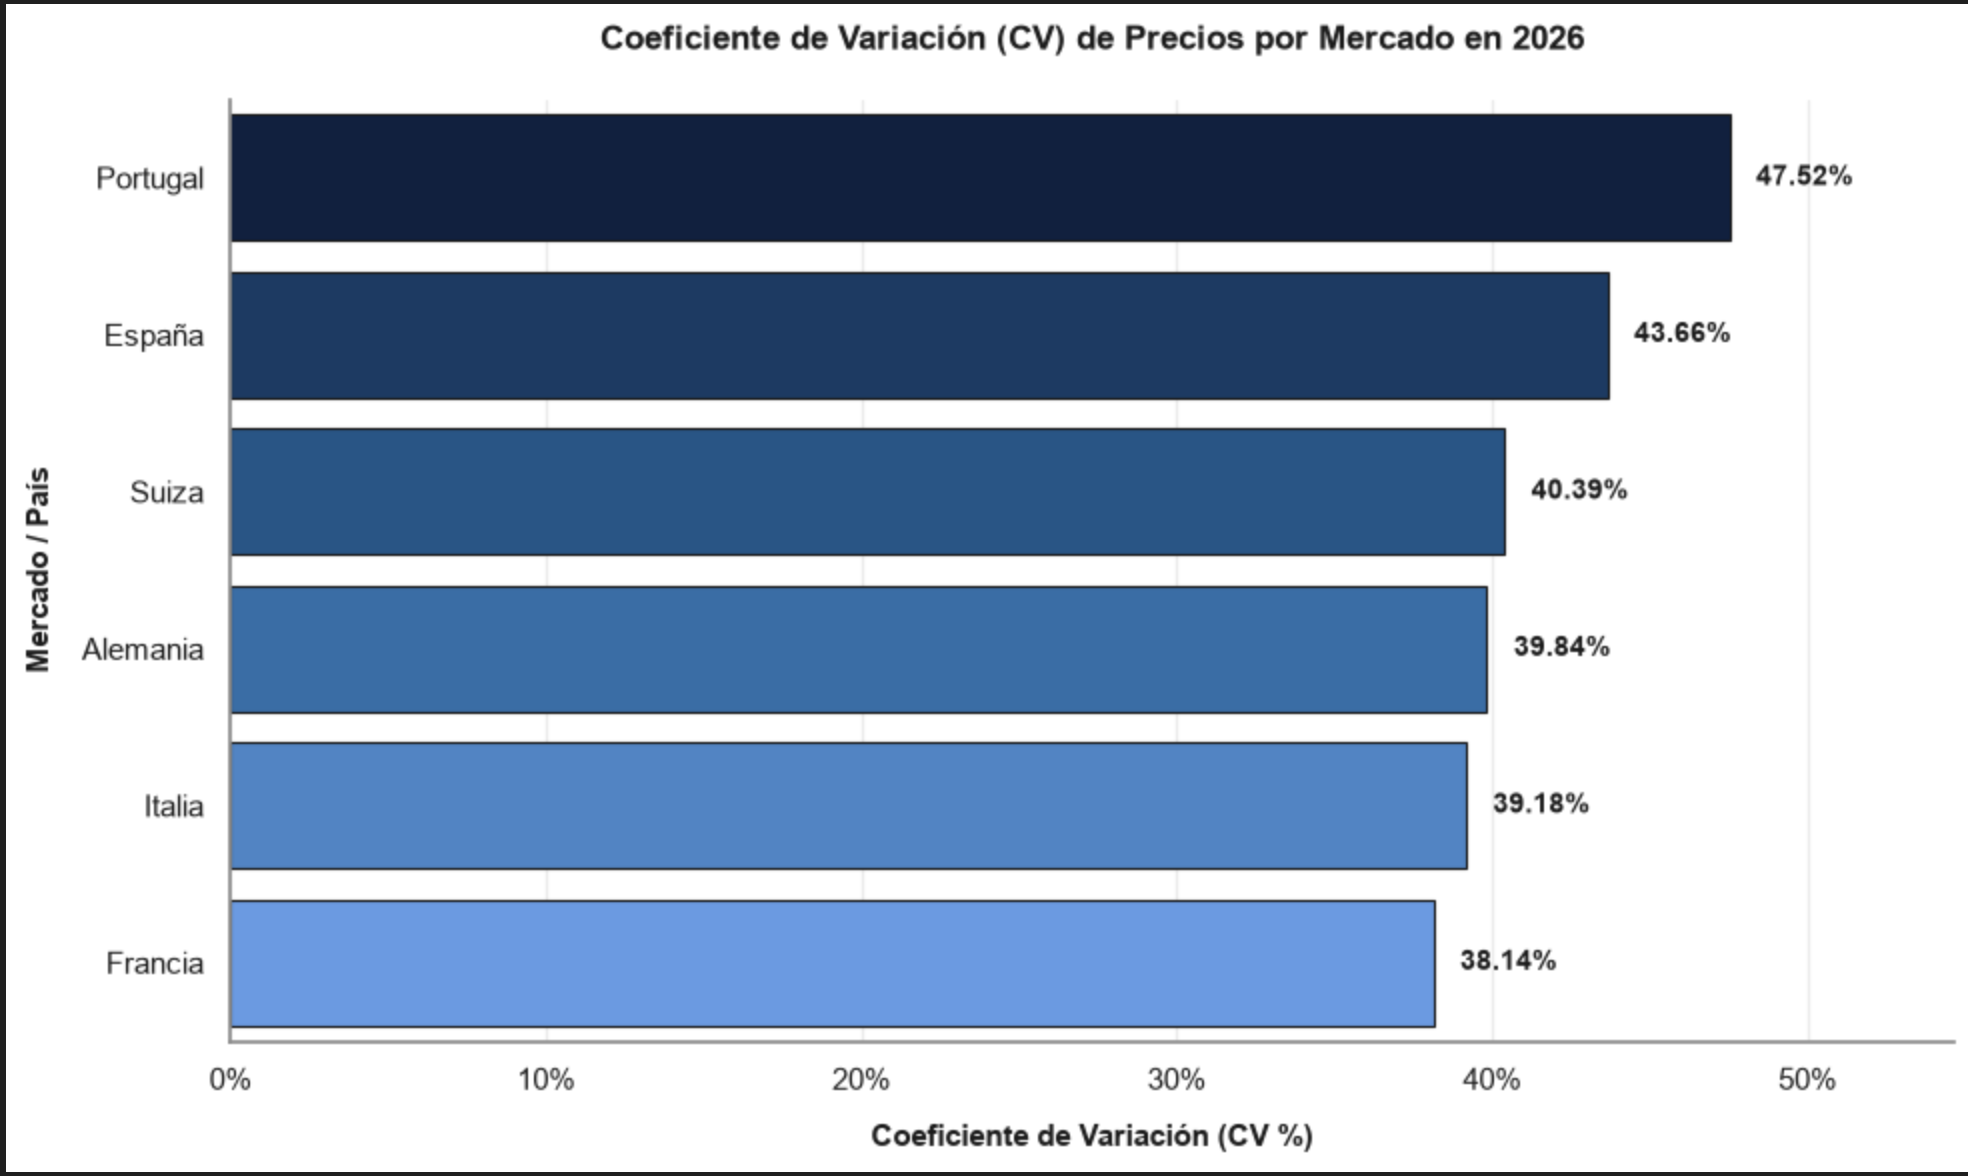 Coeficiente de Variación (CV) de Precios por Mercado en 2026
Mercado / País
Portugal
47.52%
España
43.66%
Suiza
40.39%
Alemania
39.84%
Italia
39.18%
Francia
38.14%
0%
10%
20%
30%
40%
50%
Coeficiente de Variación (CV %)